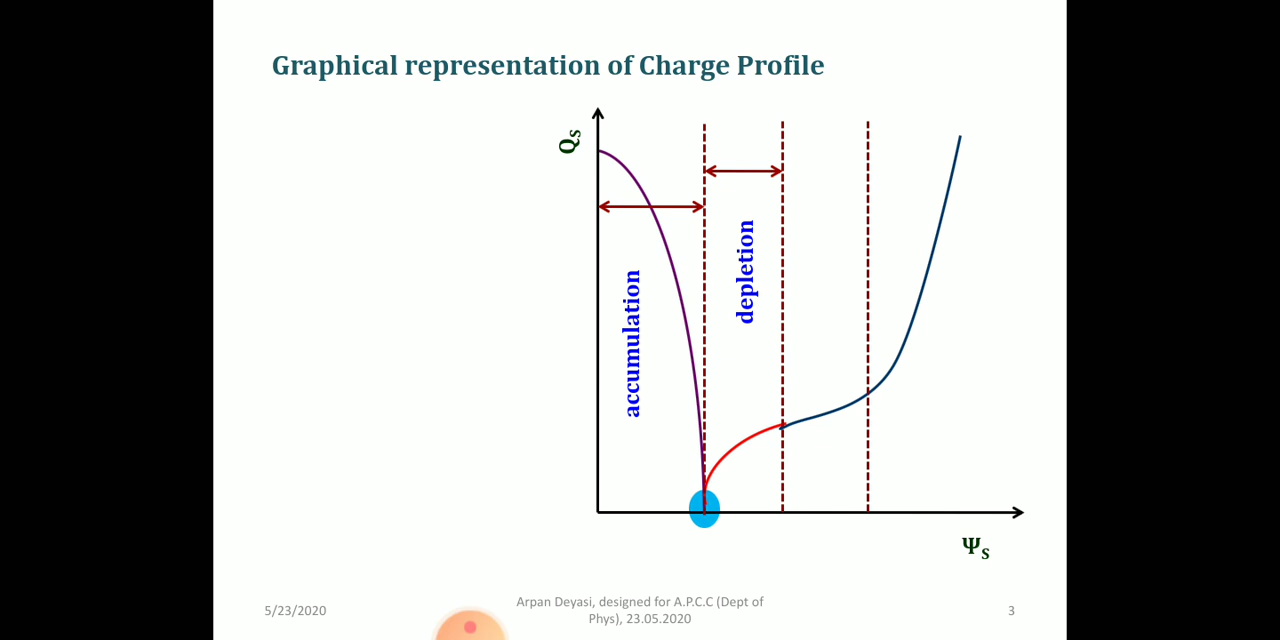 Graphical representation of Charge Profile
Qs
accumulation
depletion
Ψs
5/23/2020
Arpan Deyasi, designed for A.P.C.C (Dept of
Phys), 23.05.2020
3